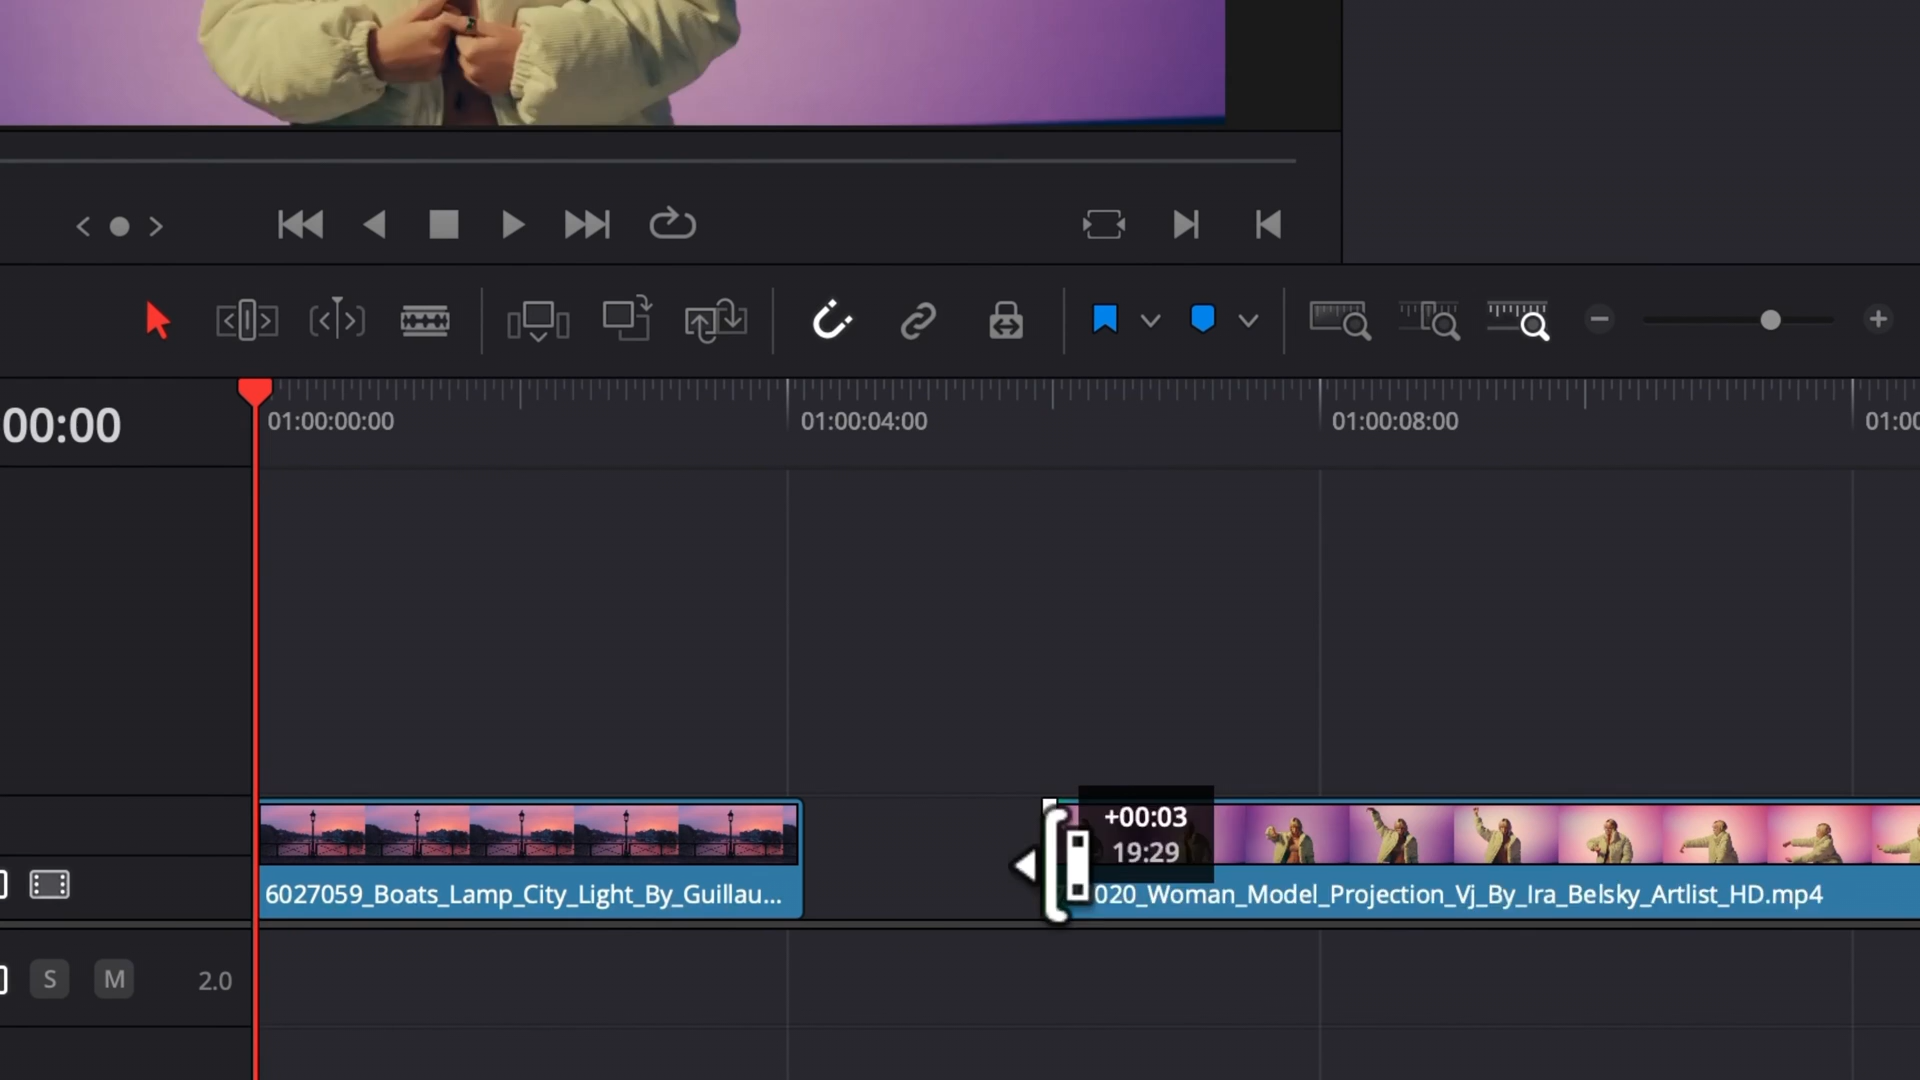 00:00
01:00:00:00
01:00:04:00
01:00:08:00
01:00
+00:03
19:29
6027059_Boats_Lamp_City_Light_By_Guillau...
020_Woman_Model_Projection_Vj_By_Ira_Belsky_Artlist_HD.mp4
S
M
2.0